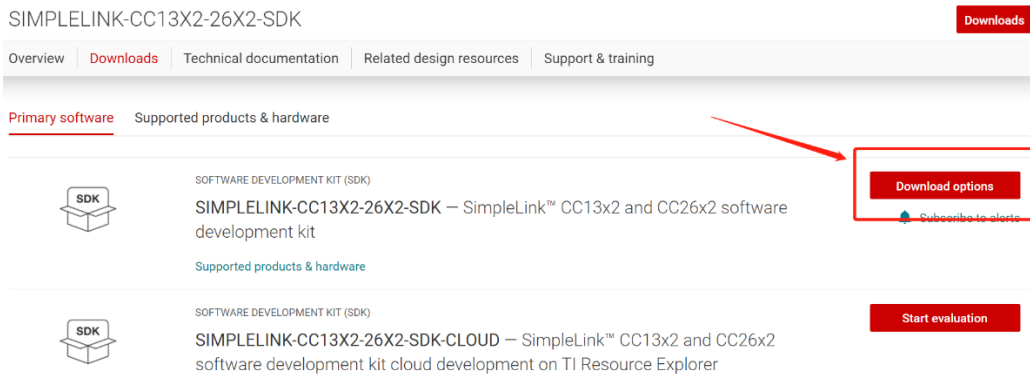 SIMPLELINK-CC13X2-26X2-SDK
Downloads
Overview
Downloads
Technical documentation
Related design resources
Support & training
Primary software
Supported products & hardware
SDK
SOFTWARE DEVELOPMENT KIT (SDK)
SIMPLELINK-CC13X2-26X2-SDK — SimpleLink™ CC13x2 and CC26x2 software
development kit
Supported products & hardware
Download options
Subscribe to alerts
SDK
SOFTWARE DEVELOPMENT KIT (SDK)
SIMPLELINK-CC13X2-26X2-SDK-CLOUD — SimpleLink™ CC13x2 and CC26x2
software development kit cloud development on TI Resource Explorer
Start evaluation